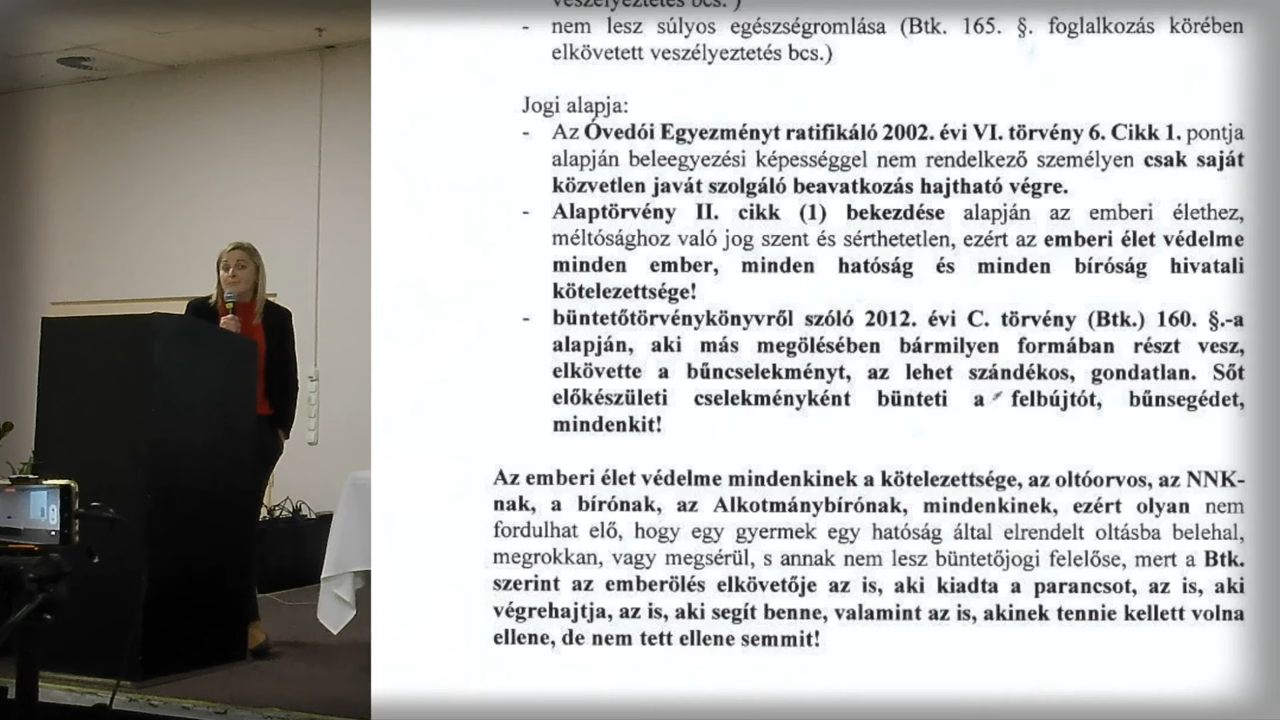 veszélyeztetés bcs. )
- nem lesz súlyos egészségromlása (Btk. 165. §. foglalkozás körében
elkövetett veszélyeztetés bcs.)
Jogi alapja:
- Az Óvedói Egyezményt ratifikáló 2002. évi VI. törvény 6. Cikk 1. pontja
alapján beleegyezési képességgel nem rendelkező személyen csak saját
közvetlen javát szolgáló beavatkozás hajtható végre.
- Alaptörvény II. cikk (1) bekezdése alapján az emberi élethez,
méltósághoz való jog szent és sérthetetlen, ezért az emberi élet védelme
minden ember, minden hatóság és minden bíróság hivatali
kötelezettsége!
- büntetőtörvénykönyvről szóló 2012. évi C. törvény (Btk.) 160. §.-a
alapján, aki más megölésében bármilyen formában részt vesz,
elkövette a bűncselekményt, az lehet szándékos, gondatlan. Sőt
előkészületi cselekményként bünteti a felbújtót, bűnsegédet,
mindenkit!
Az emberi élet védelme mindenkinek a kötelezettsége, az oltóorvos, az NNK-
nak, a bírónak, az Alkotmánybírónak, mindenkinek, ezért olyan nem
fordulhat elő, hogy egy gyermek egy hatóság által elrendelt oltásba belehal,
megrokkan, vagy megsérül, s annak nem lesz büntetőjogi felelőse, mert a Btk.
szerint az emberölés elkövetője az is, aki kiadta a parancsot, az is, aki
végrehajtja, az is, aki segít benne, valamint az is, akinek tennie kellett volna
ellene, de nem tett ellene semmit!